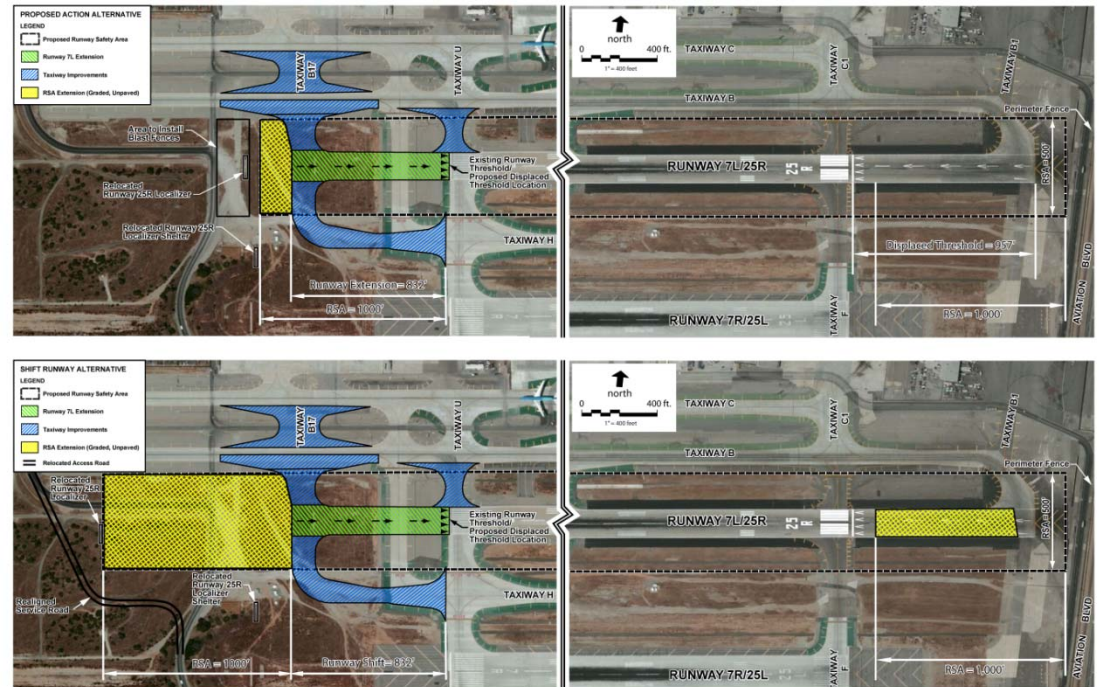 PROPOSED ACTION ALTERNATIVE
LEGEND
Proposed Runway Safety Area
Runway 7L Extension
Taxiway Improvements
RSA Extension (Graded, Unpaved)
TAXIWAY
B17
TAXIWAY U
Area to Install
Blast Fences
Relocated
Runway 25R Localizer
Relocated Runway 25R
Localizer Shelter
Existing Runway
Threshold/
Proposed Displaced
Threshold Location
TAXIWAY H
Runway Extension= 832'
RSA = 1000'
north
0 400 ft.
1" = 400 feet
TAXIWAY C
TAXIWAY
C1
TAXIWAY B1
TAXIWAY B
Perimeter Fence
RUNWAY 7L/25R
25
RSA = 500'
Displaced Threshold = 957'
TAXIWAY
F
RSA = 1,000'
RUNWAY 7R/25L
AVIATION BLVD
SHIFT RUNWAY ALTERNATIVE
LEGEND
Proposed Runway Safety Area
Runway 7L Extension
Taxiway Improvements
RSA Extension (Graded, Unpaved)
Relocated Access Road
TAXIWAY
B17
TAXIWAY U
Relocated
Runway 25R
Localizer
Existing Runway
Threshold/
Proposed Displaced
Threshold Location
Relocated
Runway 25R
Localizer
Shelter
Realigned
Service Road
TAXIWAY H
RSA = 1000'
Runway Shift= 832'
north
0 400 ft.
1" = 400 feet
TAXIWAY C
TAXIWAY
C1
TAXIWAY B1
TAXIWAY B
Perimeter Fence
RUNWAY 7L/25R
25
RSA = 500'
TAXIWAY
F
RSA = 1,000'
RUNWAY 7R/25L
AVIATION BLVD